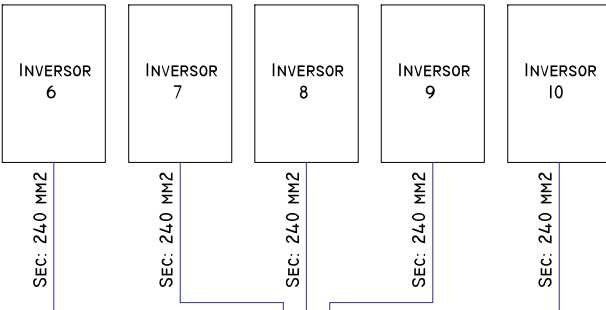 INVERSOR
6
INVERSOR
7
INVERSOR
8
INVERSOR
9
INVERSOR
10
SEC: 240 MM2
SEC: 240 MM2
SEC: 240 MM2
SEC: 240 MM2
SEC: 240 MM2